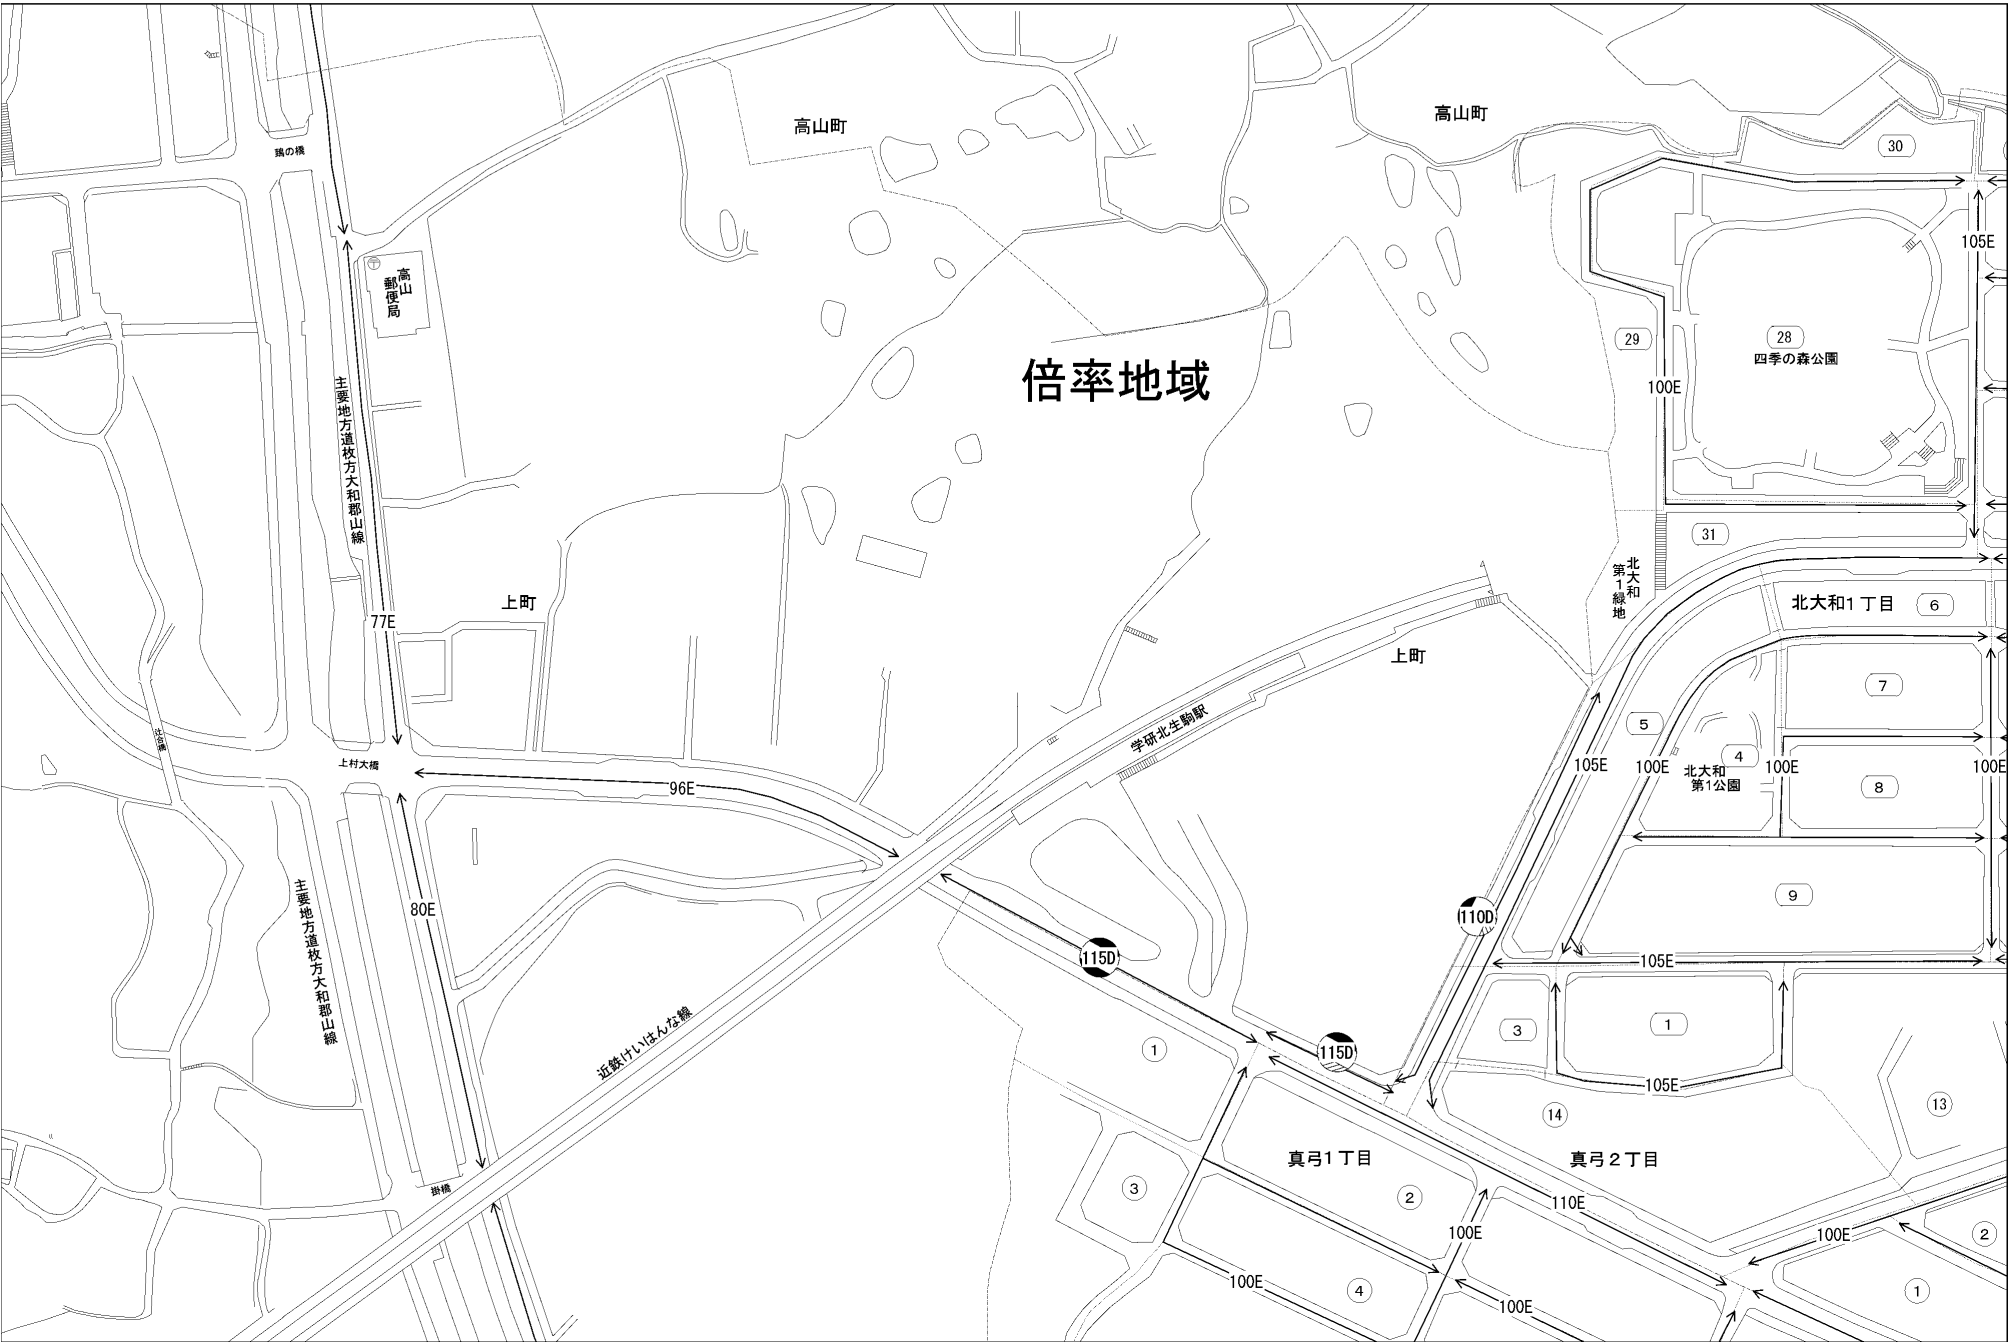 高山町
高山町
鵄の橋
30
105E
高山
郵便局
29
28
四季の森公園
倍率地域
100E
主要地方道枚方大和郡山線
31
北大和
第1緑地
上町
77E
北大和1丁目
6
上町
7
5
4
学研北生駒駅
辻合橋
上村大橋
105E
100E
北大和
第1公園
100E
100E
96E
8
9
主要地方道枚方大和郡山線
80E
110D
115D
105E
近鉄けいはんな線
3
1
1
115D
105E
14
13
真弓1丁目
真弓2丁目
3
2
掛橋
110E
100E
100E
2
100E
4
100E
1